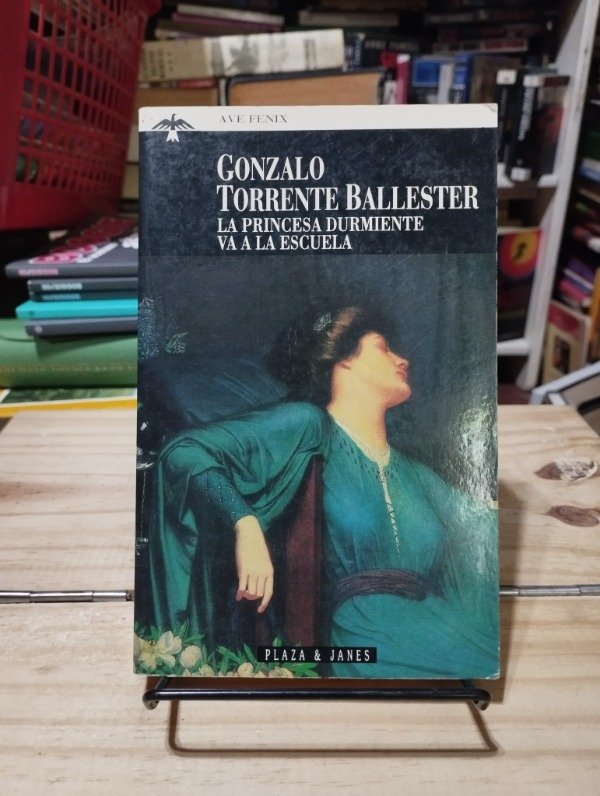 AVE FENIX
GONZALO
TORRENTE BALLESTER
LA PRINCESA DURMIENTE
VA A LA ESCUELA
PLAZA & JANES